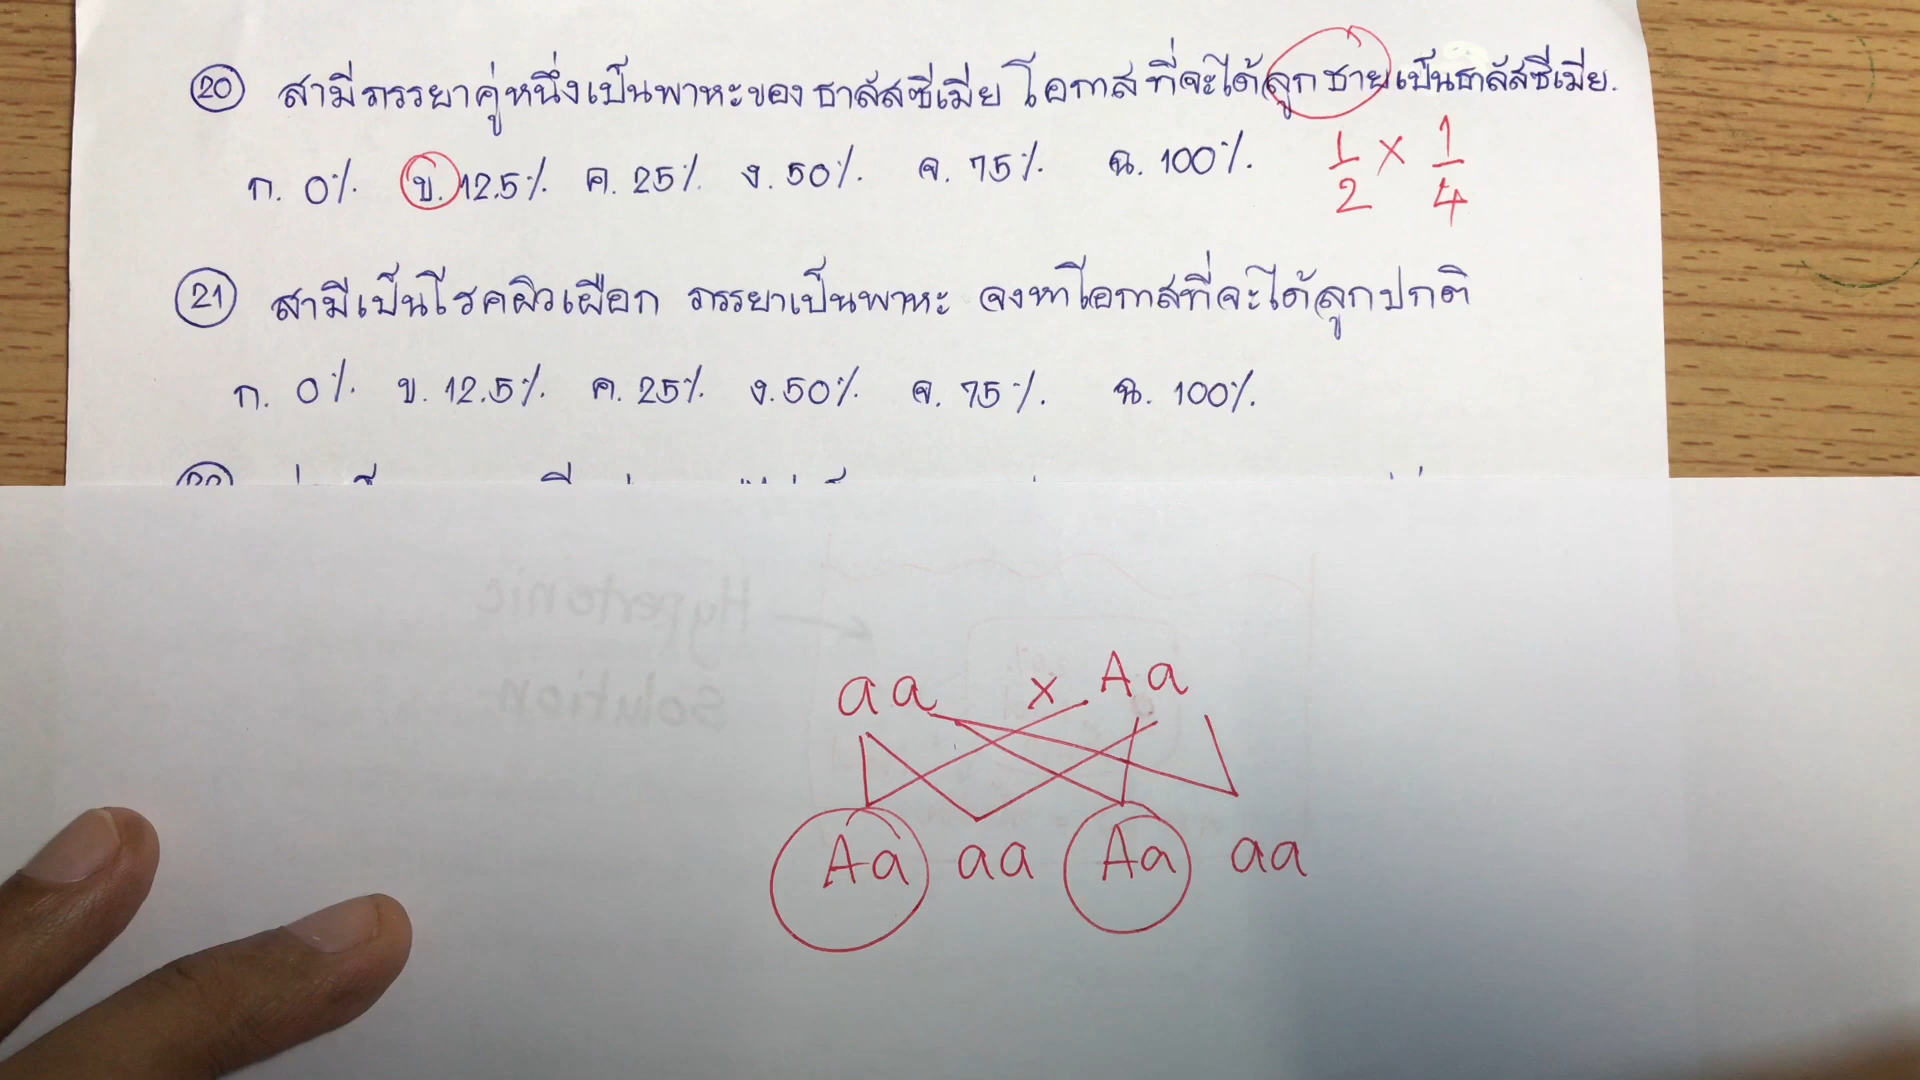 20 สามีภรรยาคู่หนึ่งเป็นพาหะของธาลัสซีเมีย โอกาสที่จะได้ลูกชายเป็นธาลัสซีเมีย.
ก. 0% ข. 12.5% ค. 25% ง. 50% จ. 75% ฉ. 100%.
1/2 × 1/4
21 สามีเป็นโรคผิวเผือก ภรรยาเป็นพาหะ จงหาโอกาสที่จะได้ลูกปกติ
ก. 0% ข. 12.5% ค. 25% ง. 50% จ. 75% ฉ. 100%.
Hypertonic
Solution
aa × Aa
Aa aa Aa aa